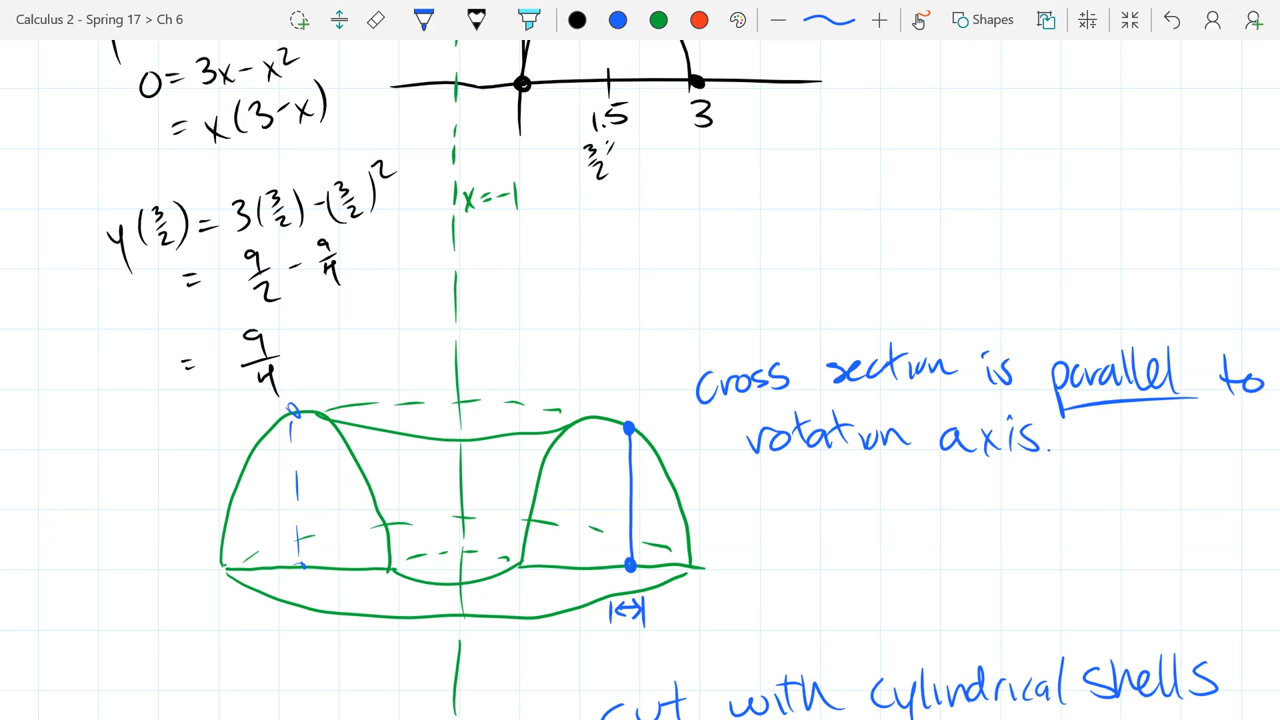 Calculus 2 - Spring 17 > Ch 6
Shapes
0 = 3x - x²
= x(3 - x)
1.5
3
3/2
x = -1
y(3/2) = 3(3/2) - (3/2)²
= 9/2 - 9/4
= 9/4
cross section is parallel to
rotation axis.
cut with cylindrical shells